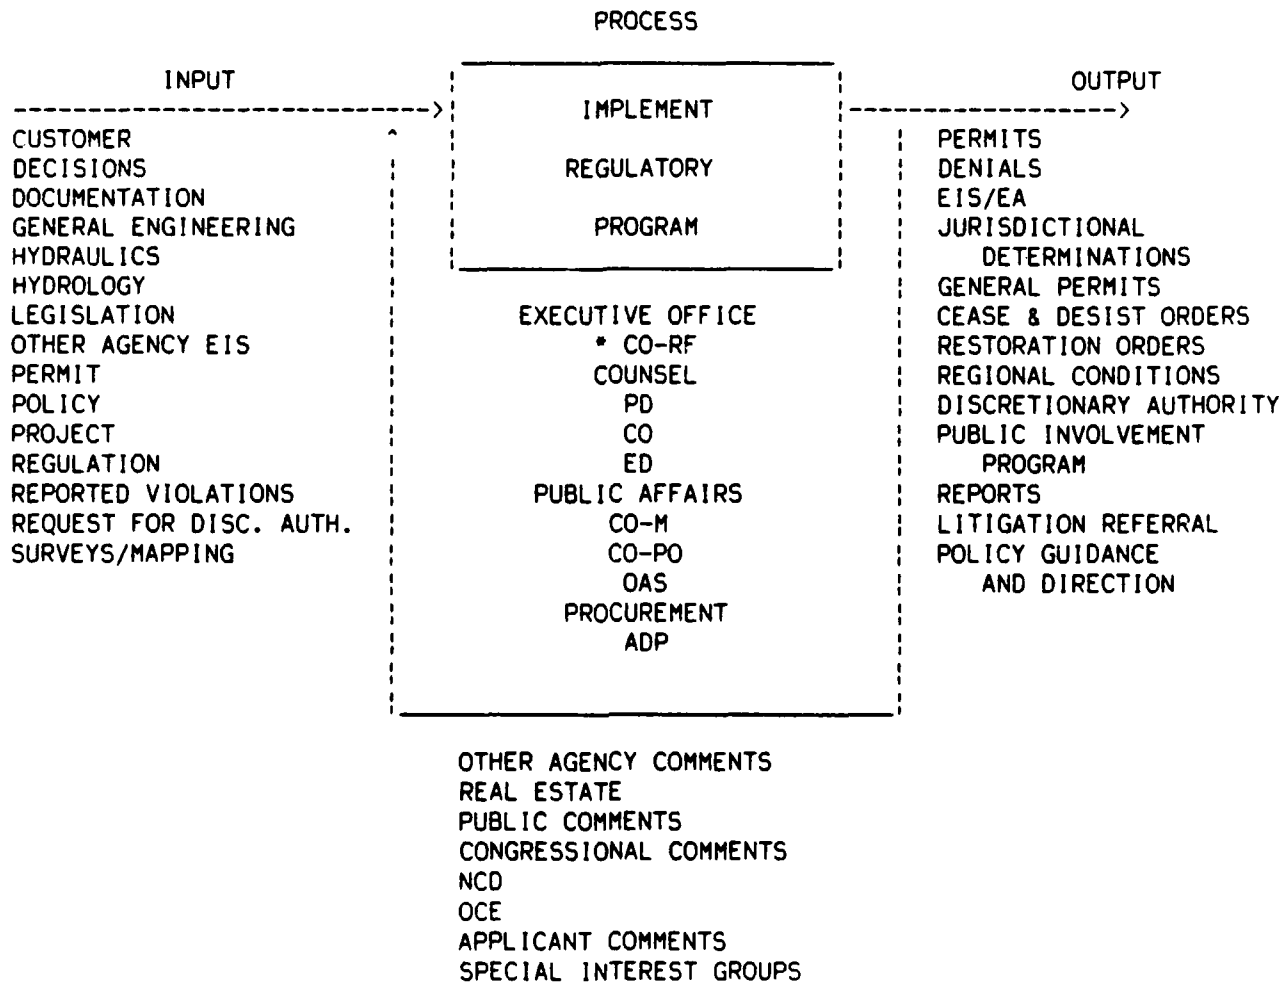 PROCESS
INPUT
OUTPUT
IMPLEMENT
REGULATORY
PROGRAM
CUSTOMER
DECISIONS
DOCUMENTATION
GENERAL ENGINEERING
HYDRAULICS
HYDROLOGY
LEGISLATION
OTHER AGENCY EIS
PERMIT
POLICY
PROJECT
REGULATION
REPORTED VIOLATIONS
REQUEST FOR DISC. AUTH.
SURVEYS/MAPPING
EXECUTIVE OFFICE
* CO-RF
COUNSEL
PD
CO
ED
PUBLIC AFFAIRS
CO-M
CO-PO
OAS
PROCUREMENT
ADP
PERMITS
DENIALS
EIS/EA
JURISDICTIONAL
DETERMINATIONS
GENERAL PERMITS
CEASE & DESIST ORDERS
RESTORATION ORDERS
REGIONAL CONDITIONS
DISCRETIONARY AUTHORITY
PUBLIC INVOLVEMENT
PROGRAM
REPORTS
LITIGATION REFERRAL
POLICY GUIDANCE
AND DIRECTION
OTHER AGENCY COMMENTS
REAL ESTATE
PUBLIC COMMENTS
CONGRESSIONAL COMMENTS
NCD
OCE
APPLICANT COMMENTS
SPECIAL INTEREST GROUPS